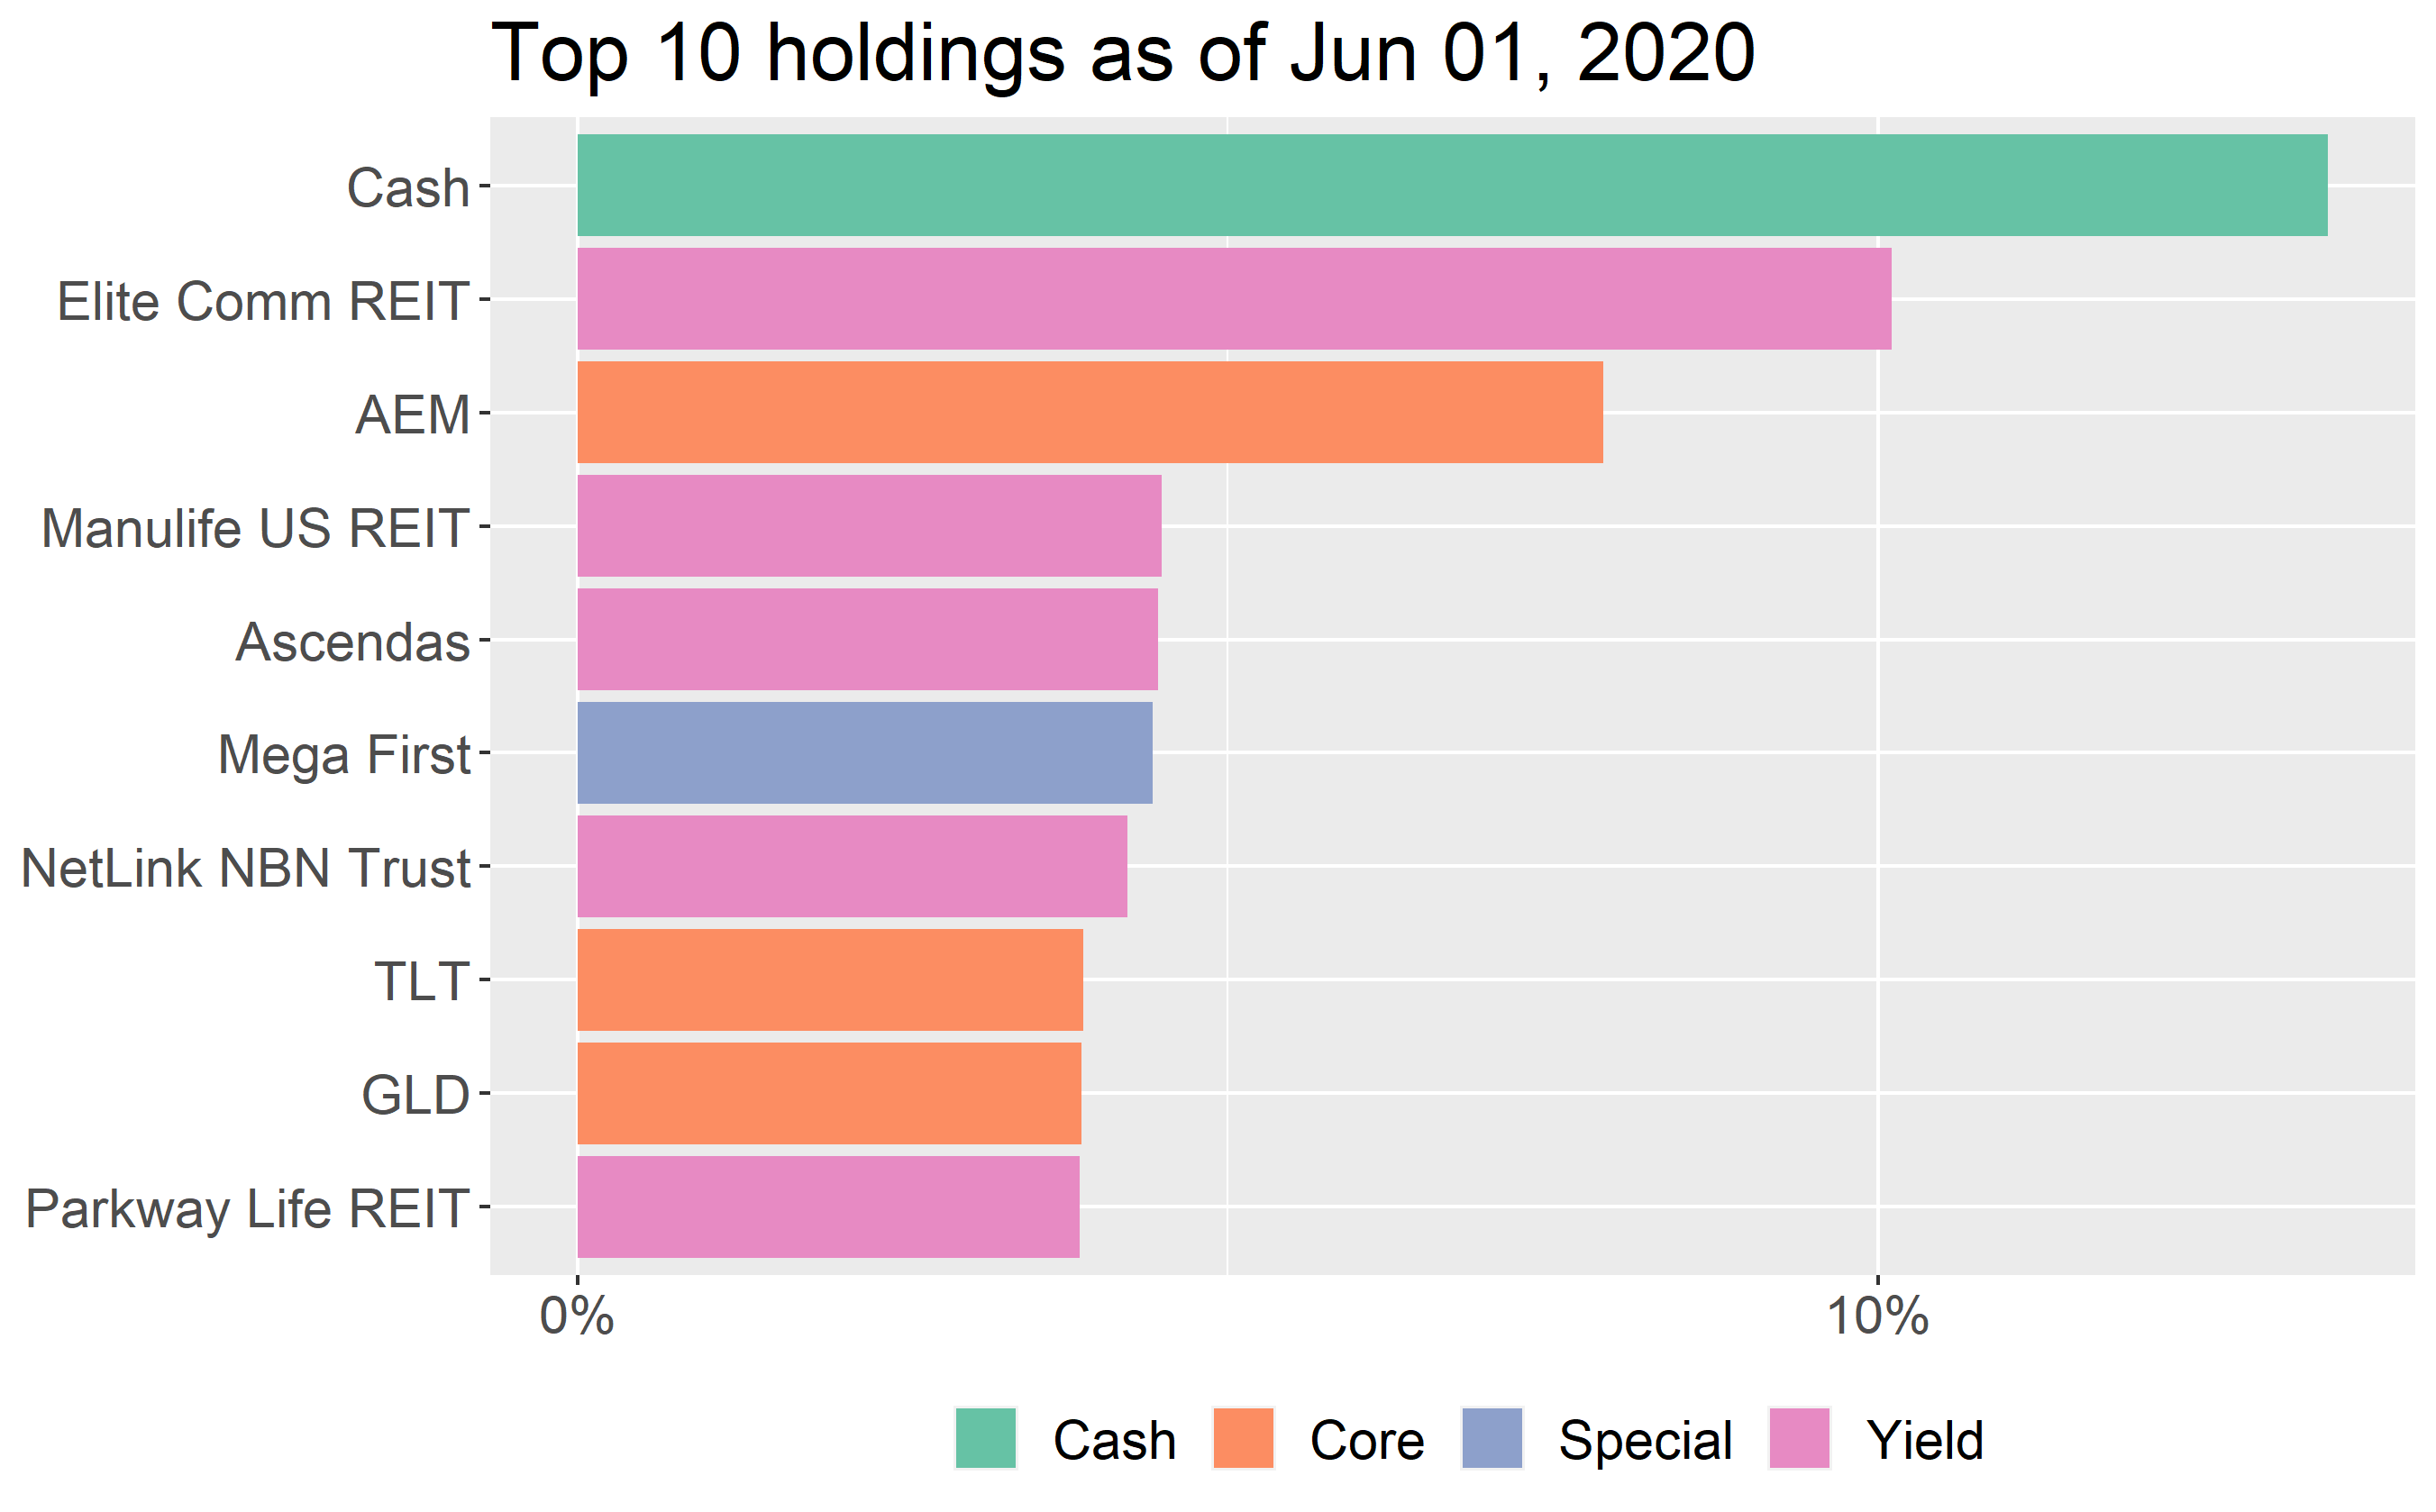 Top 10 holdings as of Jun 01, 2020
Cash
Elite Comm REIT
AEM
Manulife US REIT
Ascendas
Mega First
NetLink NBN Trust
TLT
GLD
Parkway Life REIT
0% 10%
Cash Core Special Yield